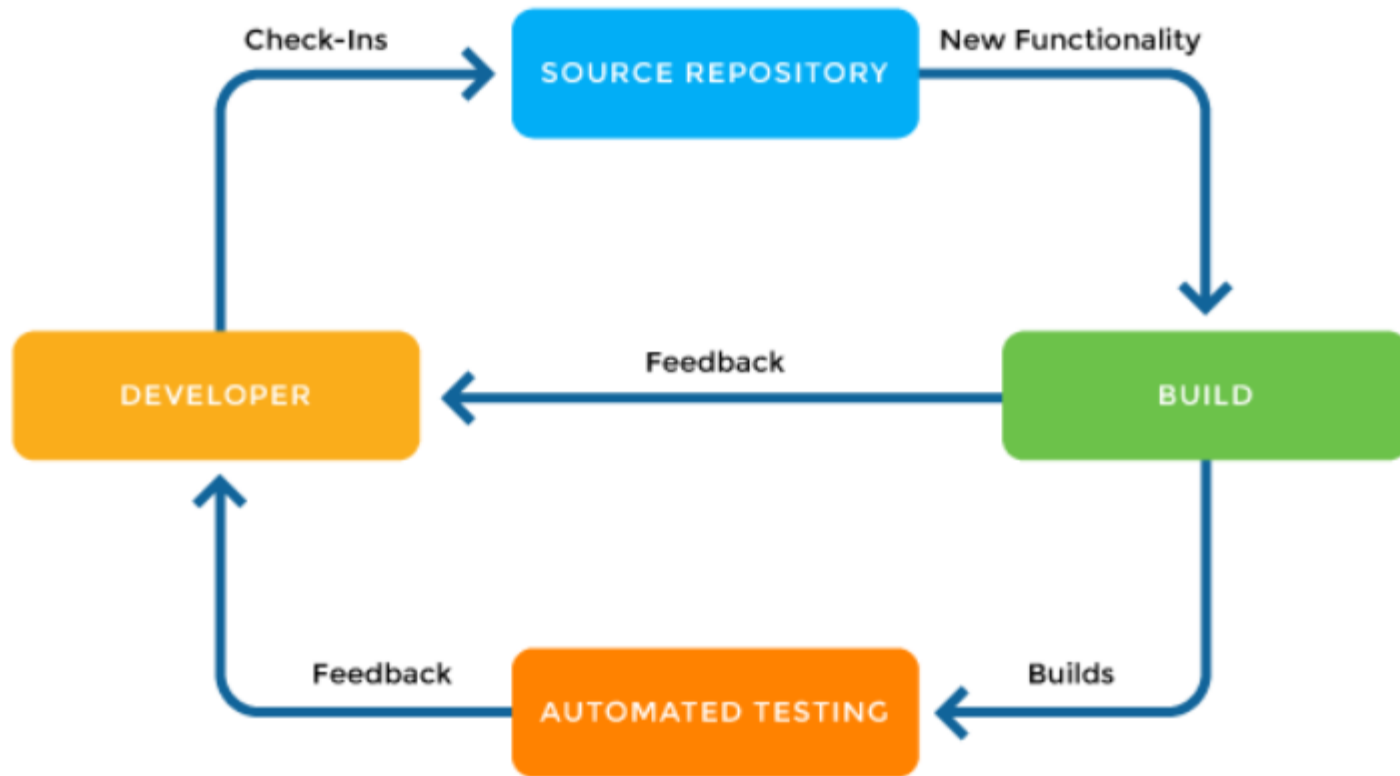 Check-Ins
SOURCE REPOSITORY
New Functionality
DEVELOPER
Feedback
BUILD
Feedback
AUTOMATED TESTING
Builds